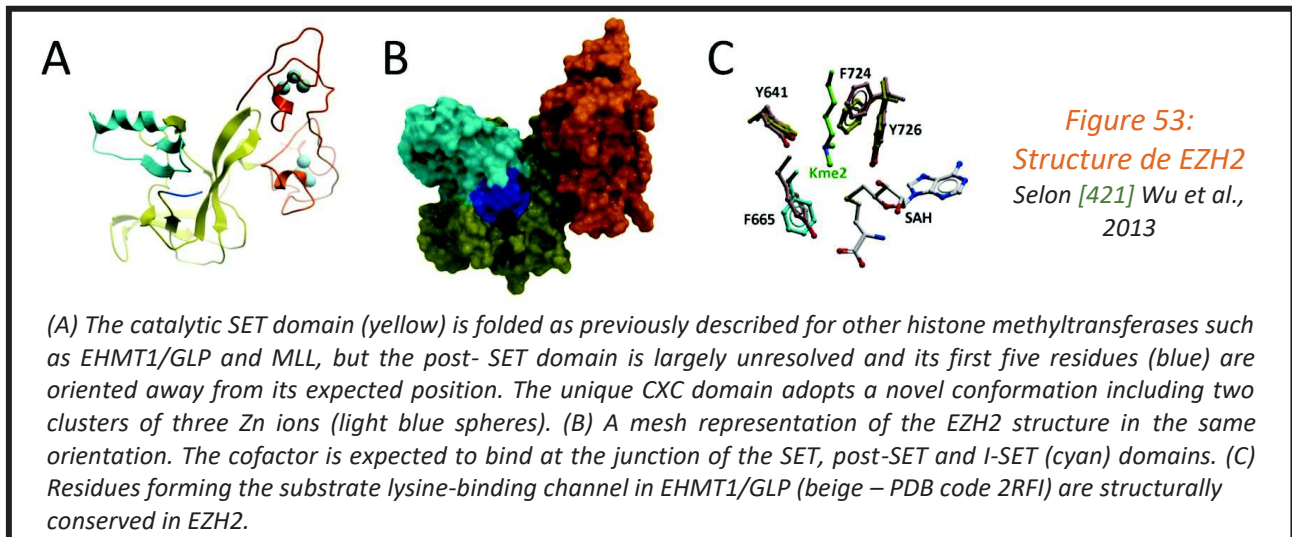 A
B
C
F724
Y641
Y726
Kme2
F665
SAH
Figure 53:
Structure de EZH2
Selon [421] Wu et al.,
2013
(A) The catalytic SET domain (yellow) is folded as previously described for other histone methyltransferases such
as EHMT1/GLP and MLL, but the post- SET domain is largely unresolved and its first five residues (blue) are
oriented away from its expected position. The unique CXC domain adopts a novel conformation including two
clusters of three Zn ions (light blue spheres). (B) A mesh representation of the EZH2 structure in the same
orientation. The cofactor is expected to bind at the junction of the SET, post-SET and I-SET (cyan) domains. (C)
Residues forming the substrate lysine-binding channel in EHMT1/GLP (beige – PDB code 2RFI) are structurally
conserved in EZH2.